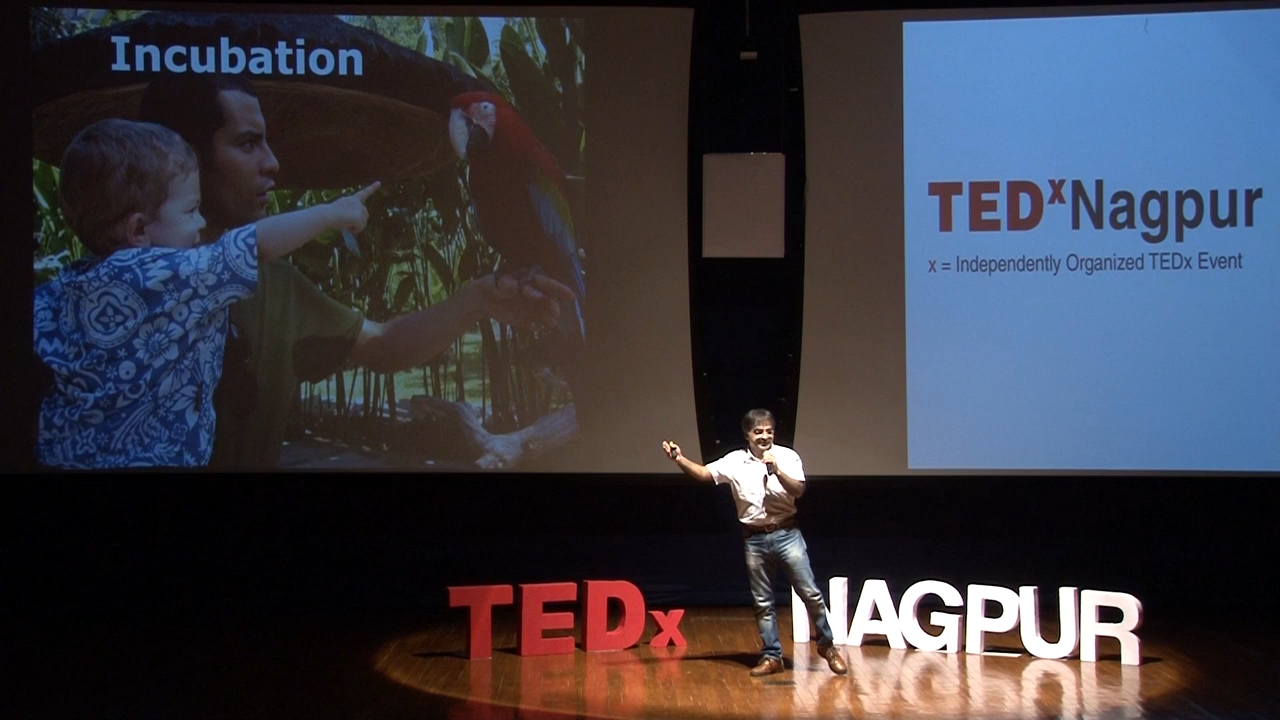 Incubation
TEDxNagpur
x = Independently Organized TEDx Event
TEDx NAGPUR